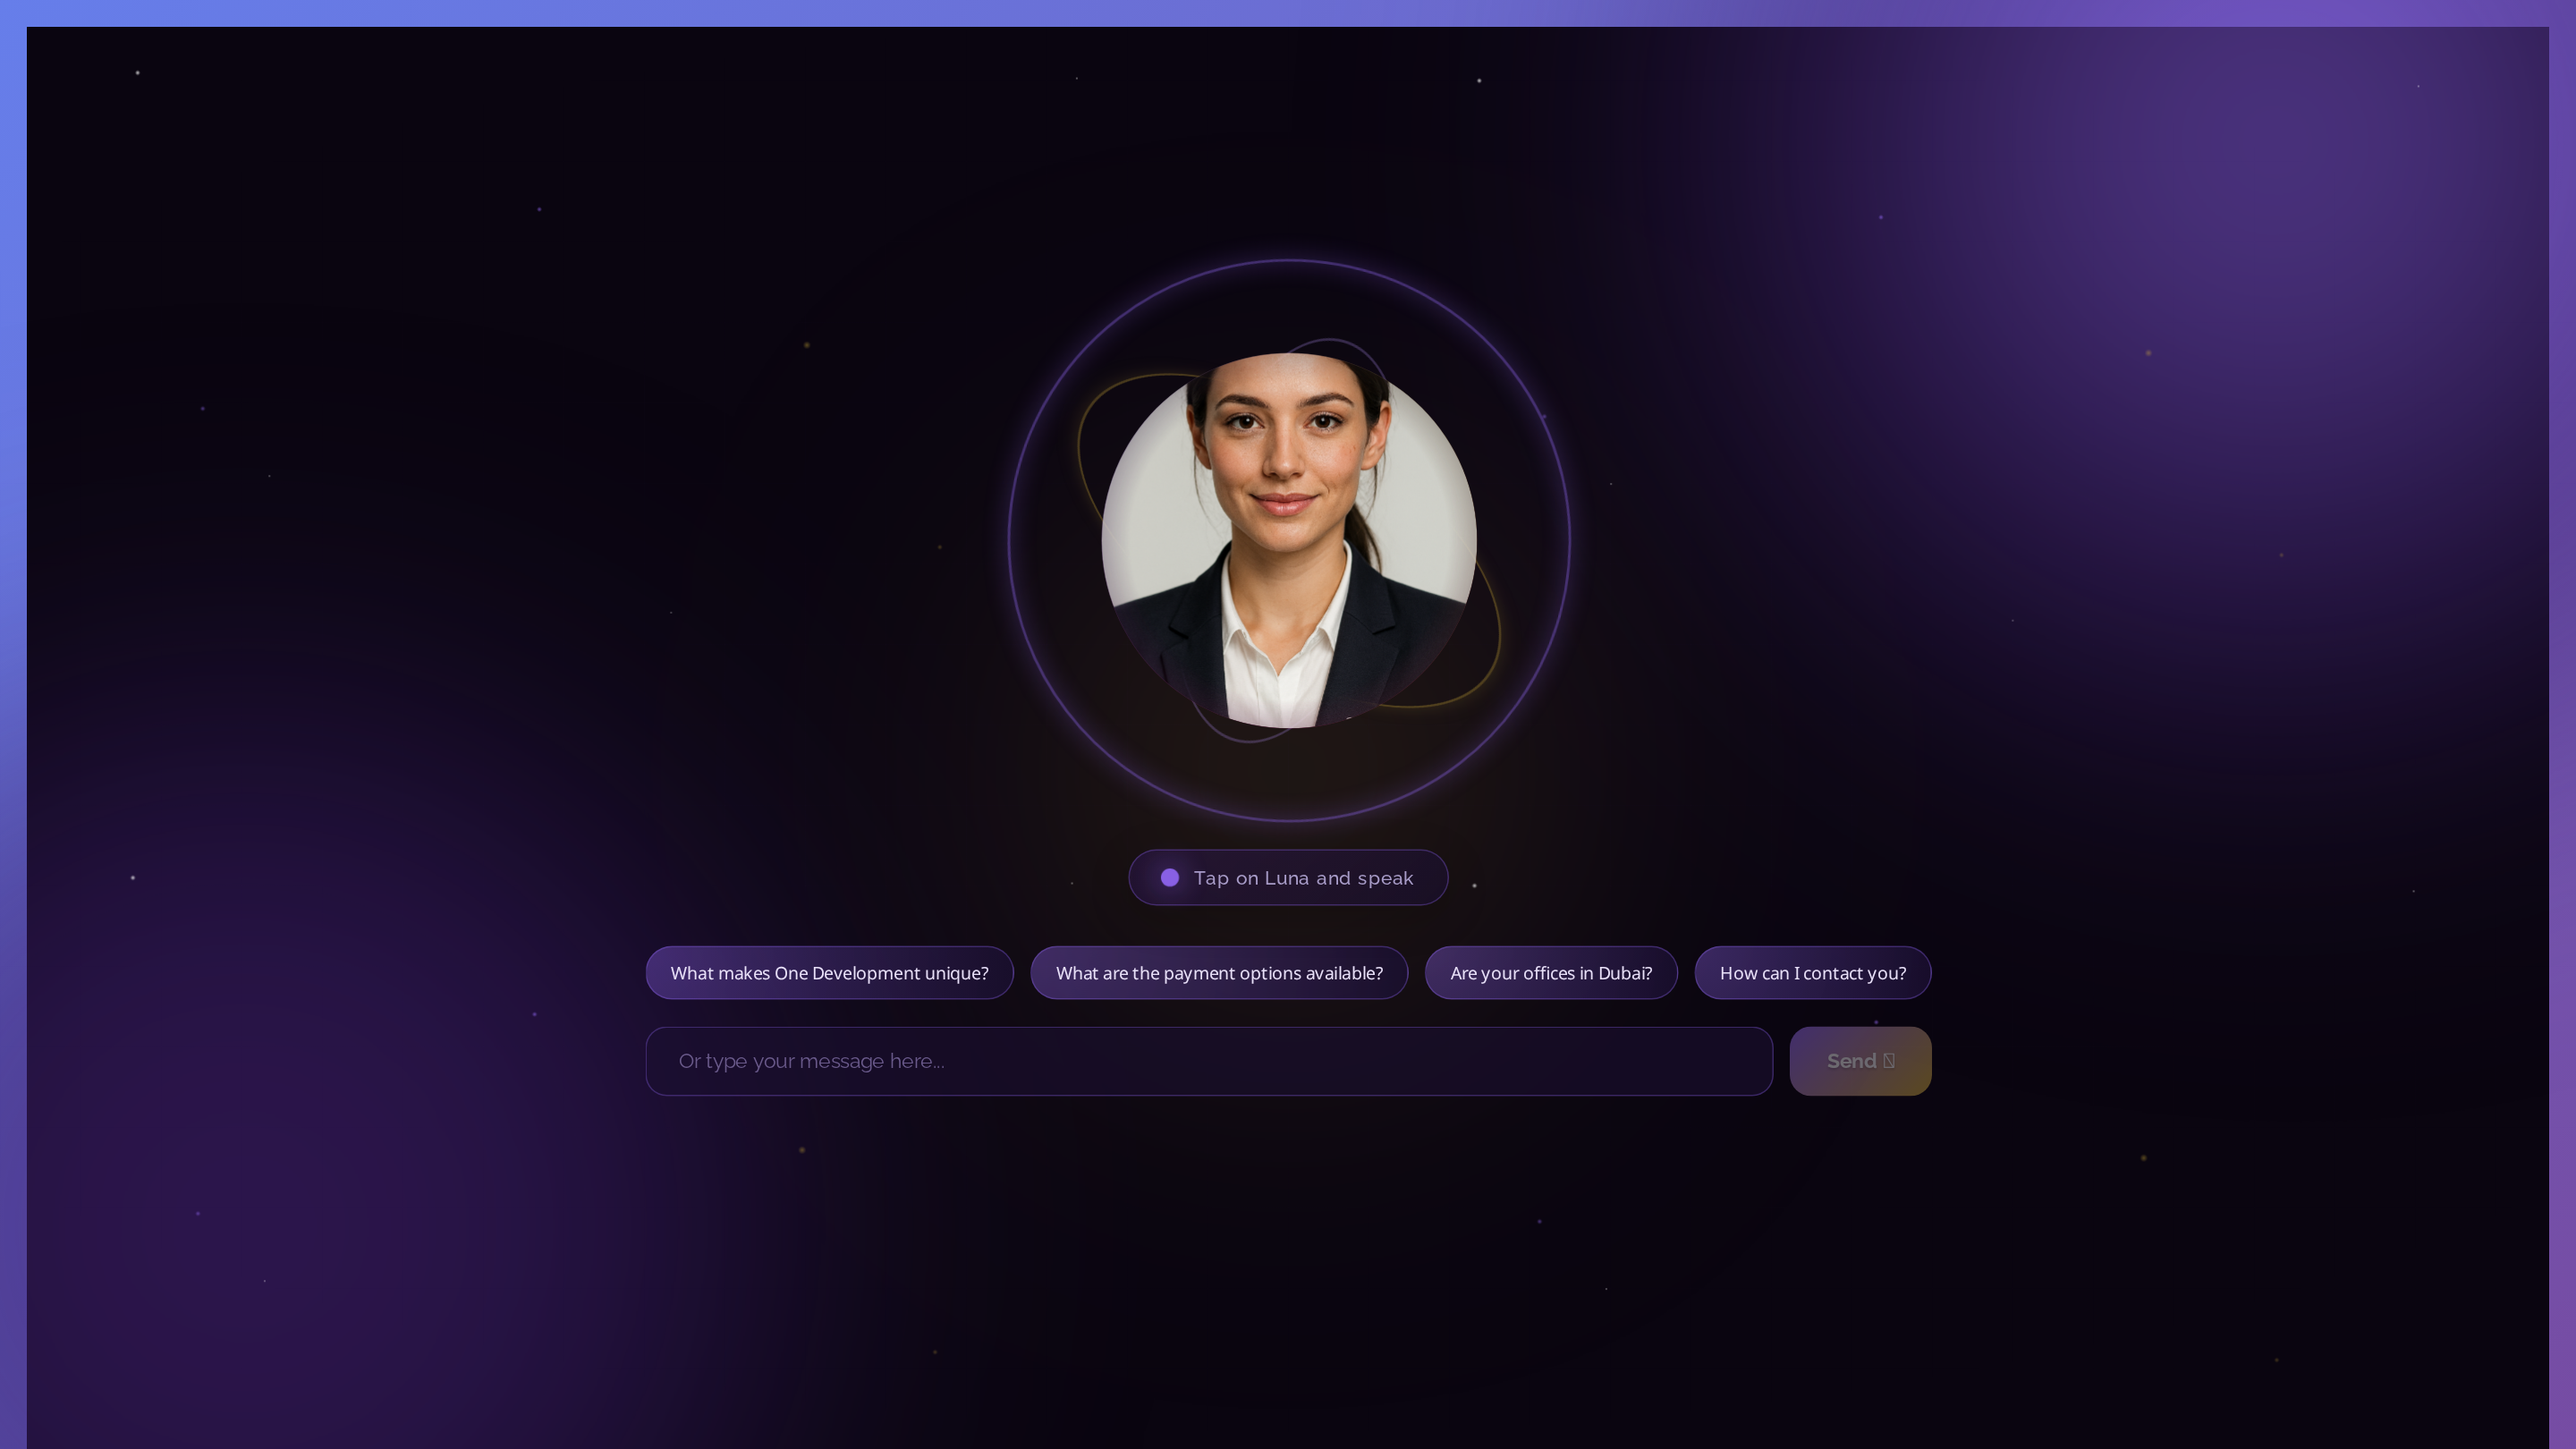 Tap on Luna and speak
What makes One Development unique?
What are the payment options available?
Are your offices in Dubai?
How can I contact you?
Or type your message here...
Send